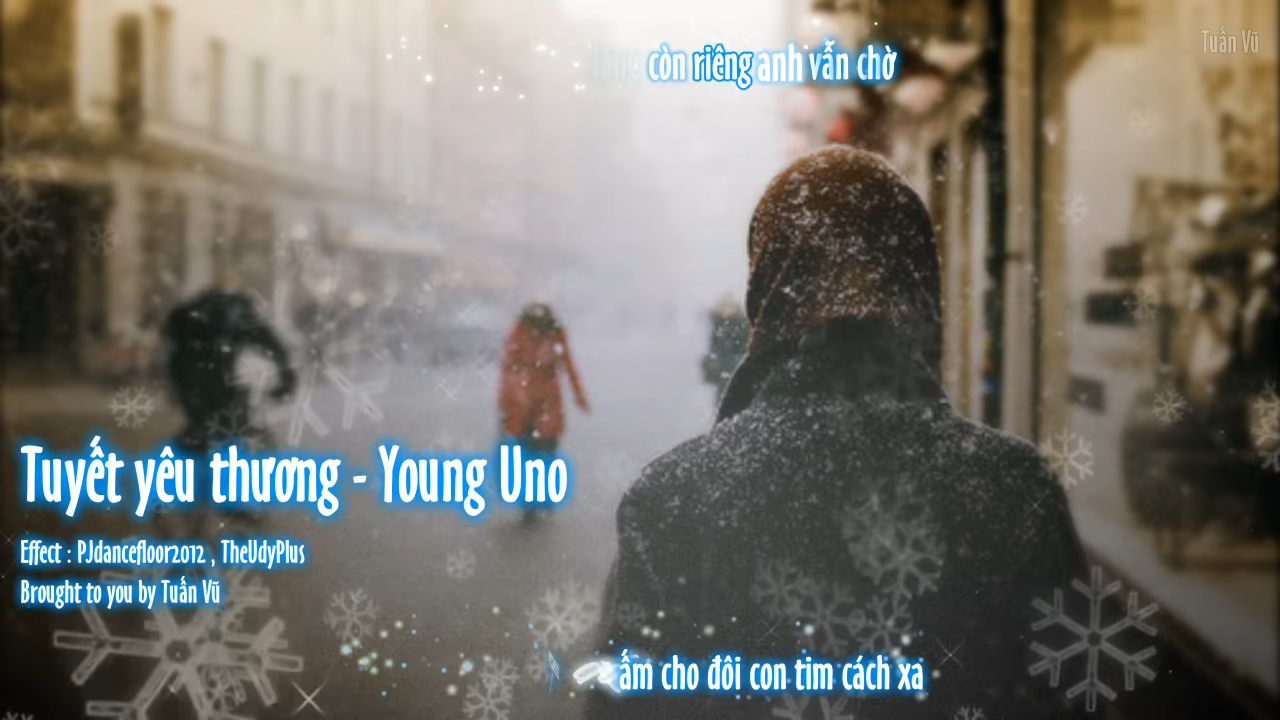 Tuấn Vũ
còn riêng anh vẫn chờ
Tuyết yêu thương - Young Uno
Effect : PJdancefloor2012 , TheUdyPlus
Brought to you by Tuấn Vũ
ấm cho đôi con tim cách xa